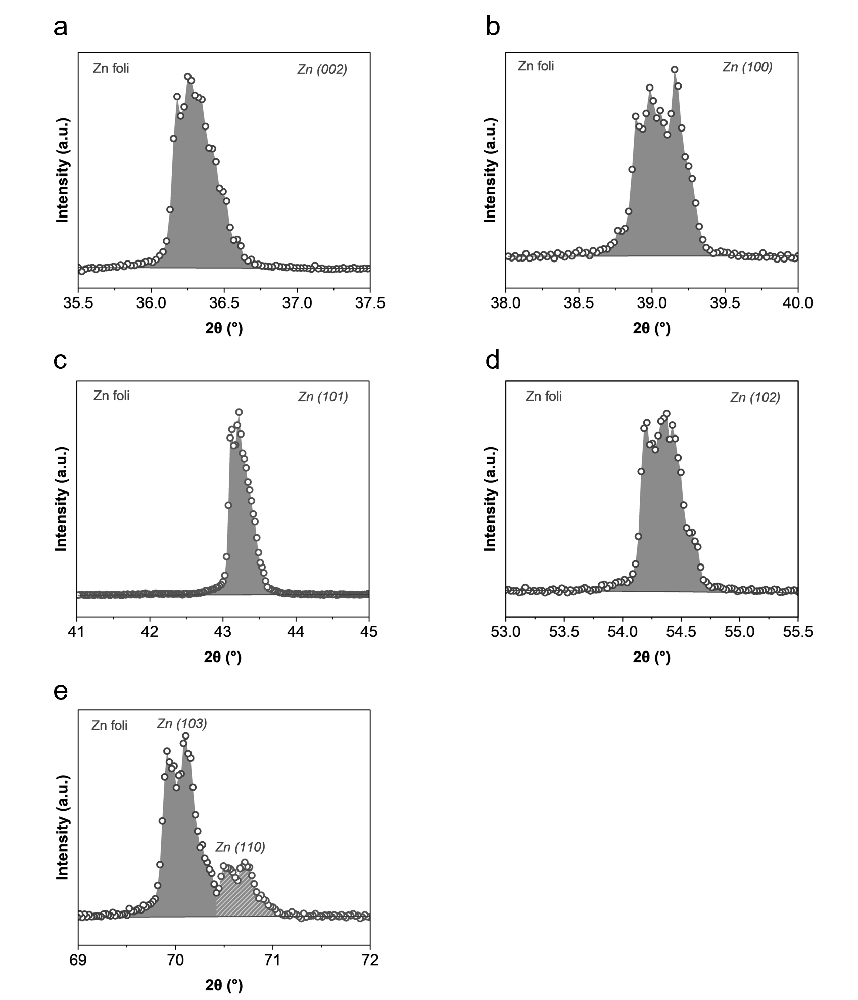 a
Zn foli
Zn (002)
Intensity (a.u.)
35.5 36.0 36.5 37.0 37.5
2θ (°)
b
Zn foli
Zn (100)
Intensity (a.u.)
38.0 38.5 39.0 39.5 40.0
2θ (°)
c
Zn foli
Zn (101)
Intensity (a.u.)
41 42 43 44 45
2θ (°)
d
Zn foli
Zn (102)
Intensity (a.u.)
53.0 53.5 54.0 54.5 55.0 55.5
2θ (°)
e
Zn foli
Zn (103)
Zn (110)
Intensity (a.u.)
69 70 71 72
2θ (°)